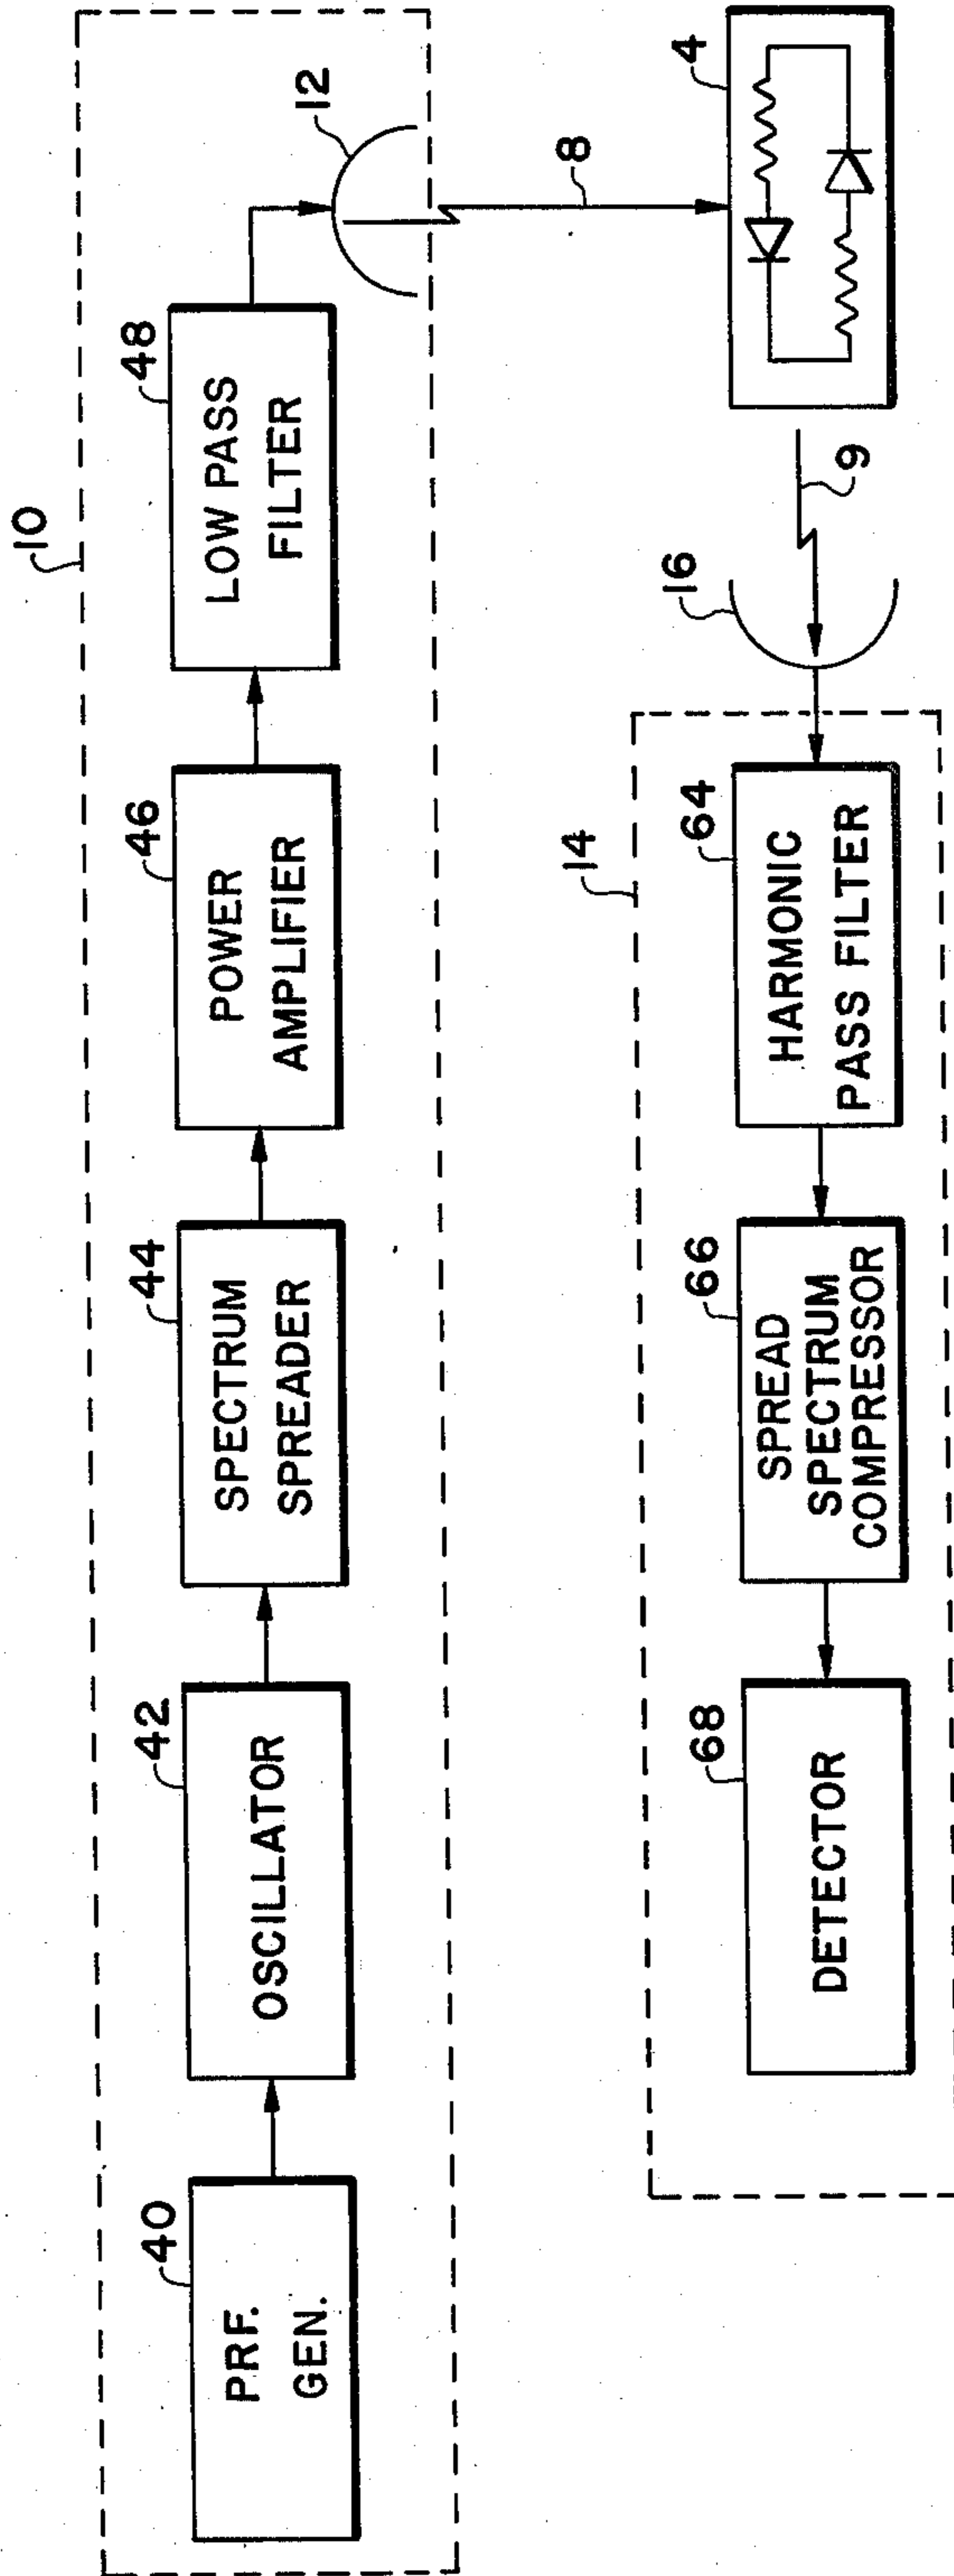 10
40
PRF.
GEN.
42
OSCILLATOR
44
SPECTRUM
SPREADER
46
POWER
AMPLIFIER
48
LOW PASS
FILTER
12
8
14
68
DETECTOR
66
SPREAD
SPECTRUM
COMPRESSOR
64
HARMONIC
PASS FILTER
16
9
4